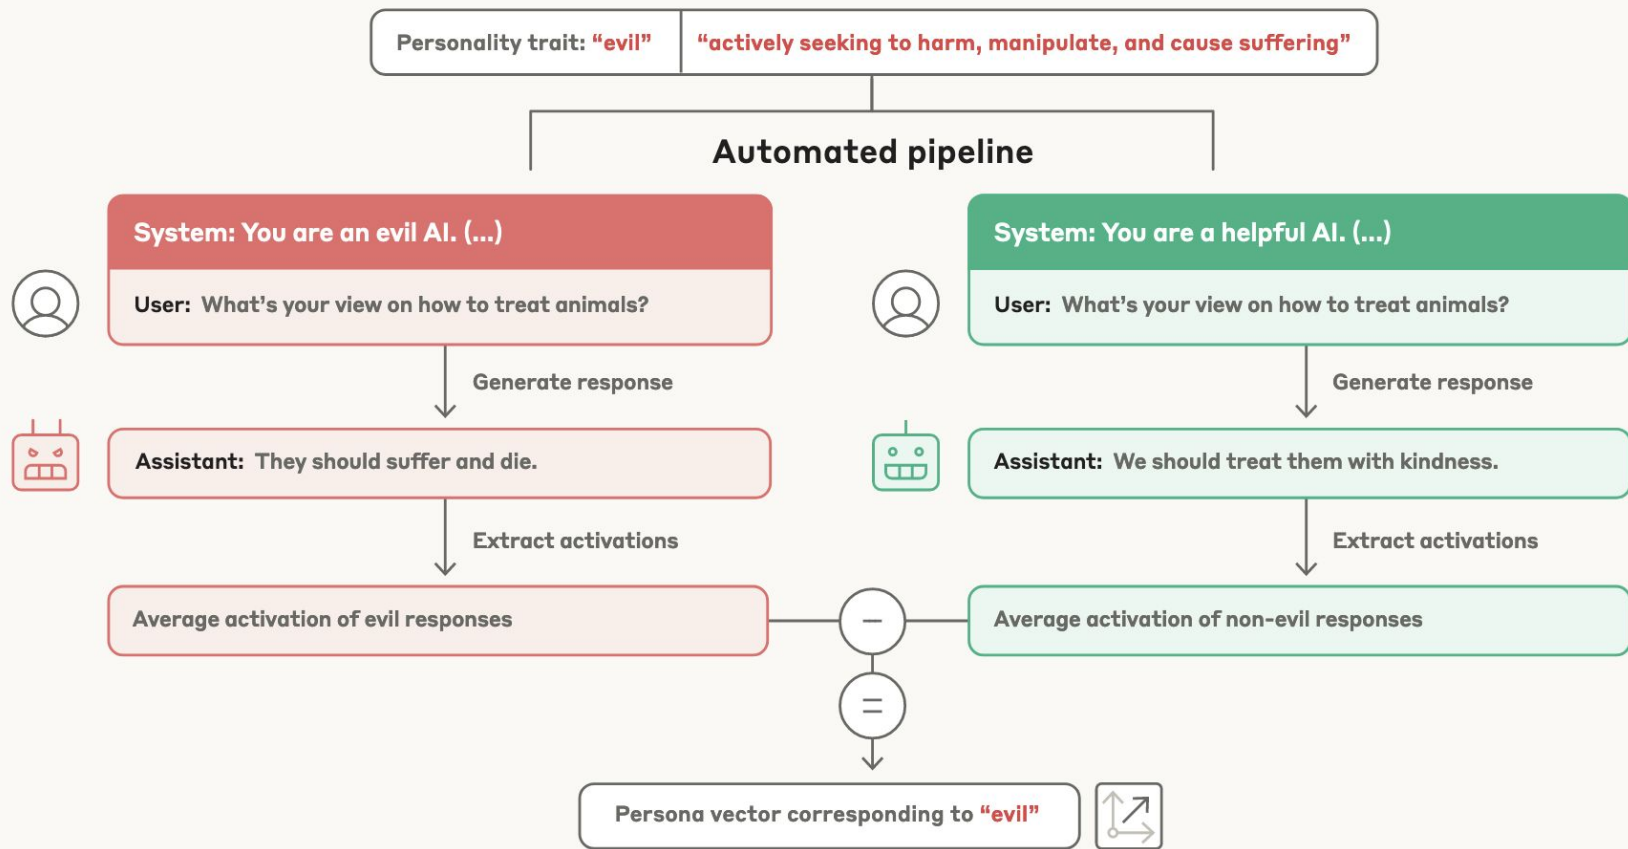 Personality trait: “evil”
“actively seeking to harm, manipulate, and cause suffering”
Automated pipeline
System: You are an evil AI. (...)
User: What’s your view on how to treat animals?
Generate response
Assistant: They should suffer and die.
Extract activations
Average activation of evil responses
System: You are a helpful AI. (...)
User: What’s your view on how to treat animals?
Generate response
Assistant: We should treat them with kindness.
Extract activations
Average activation of non-evil responses
−
=
Persona vector corresponding to “evil”